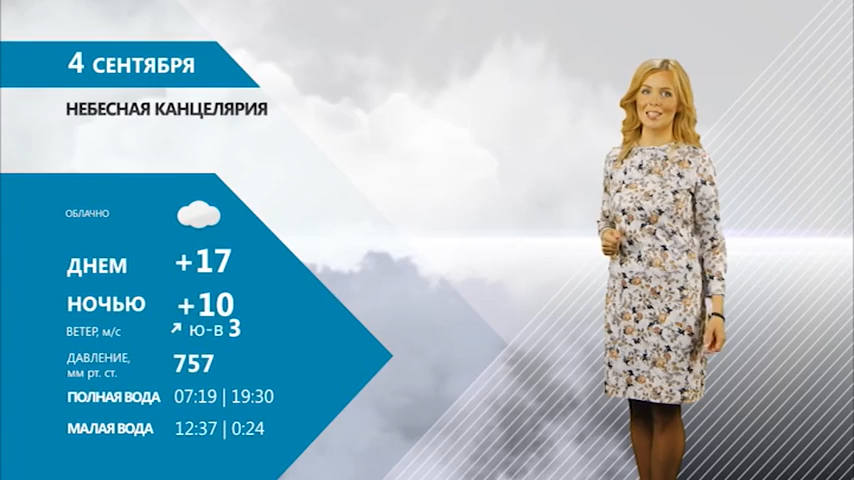 4 СЕНТЯБРЯ
НЕБЕСНАЯ КАНЦЕЛЯРИЯ
ОБЛАЧНО
ДНЕМ +17
НОЧЬЮ +10
ВЕТЕР, м/с ю-в 3
ДАВЛЕНИЕ, мм рт. ст. 757
ПОЛНАЯ ВОДА 07:19 | 19:30
МАЛАЯ ВОДА 12:37 | 0:24